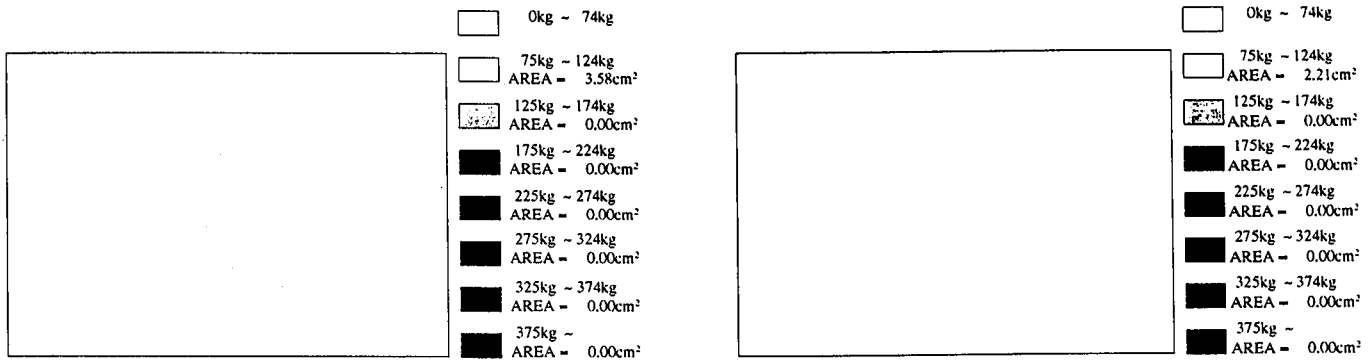 0kg ~ 74kg
75kg ~ 124kg
AREA = 3.58cm²
125kg ~ 174kg
AREA = 0.00cm²
175kg ~ 224kg
AREA = 0.00cm²
225kg ~ 274kg
AREA = 0.00cm²
275kg ~ 324kg
AREA = 0.00cm²
325kg ~ 374kg
AREA = 0.00cm²
375kg ~
AREA = 0.00cm²
0kg ~ 74kg
75kg ~ 124kg
AREA = 2.21cm²
125kg ~ 174kg
AREA = 0.00cm²
175kg ~ 224kg
AREA = 0.00cm²
225kg ~ 274kg
AREA = 0.00cm²
275kg ~ 324kg
AREA = 0.00cm²
325kg ~ 374kg
AREA = 0.00cm²
375kg ~
AREA = 0.00cm²